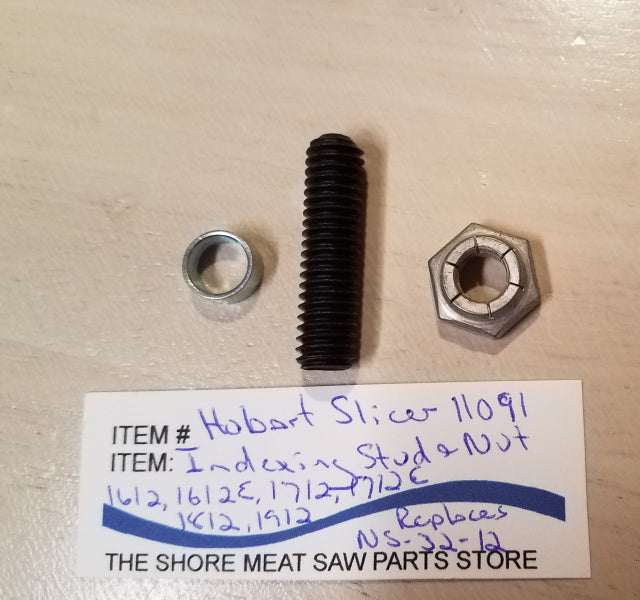 ITEM # Hobart Slicer 11091
ITEM: Indexing Stud & Nut
1612, 1612E, 1712, 1712E
1812, 1912 Replaces
NS-32-12
THE SHORE MEAT SAW PARTS STORE